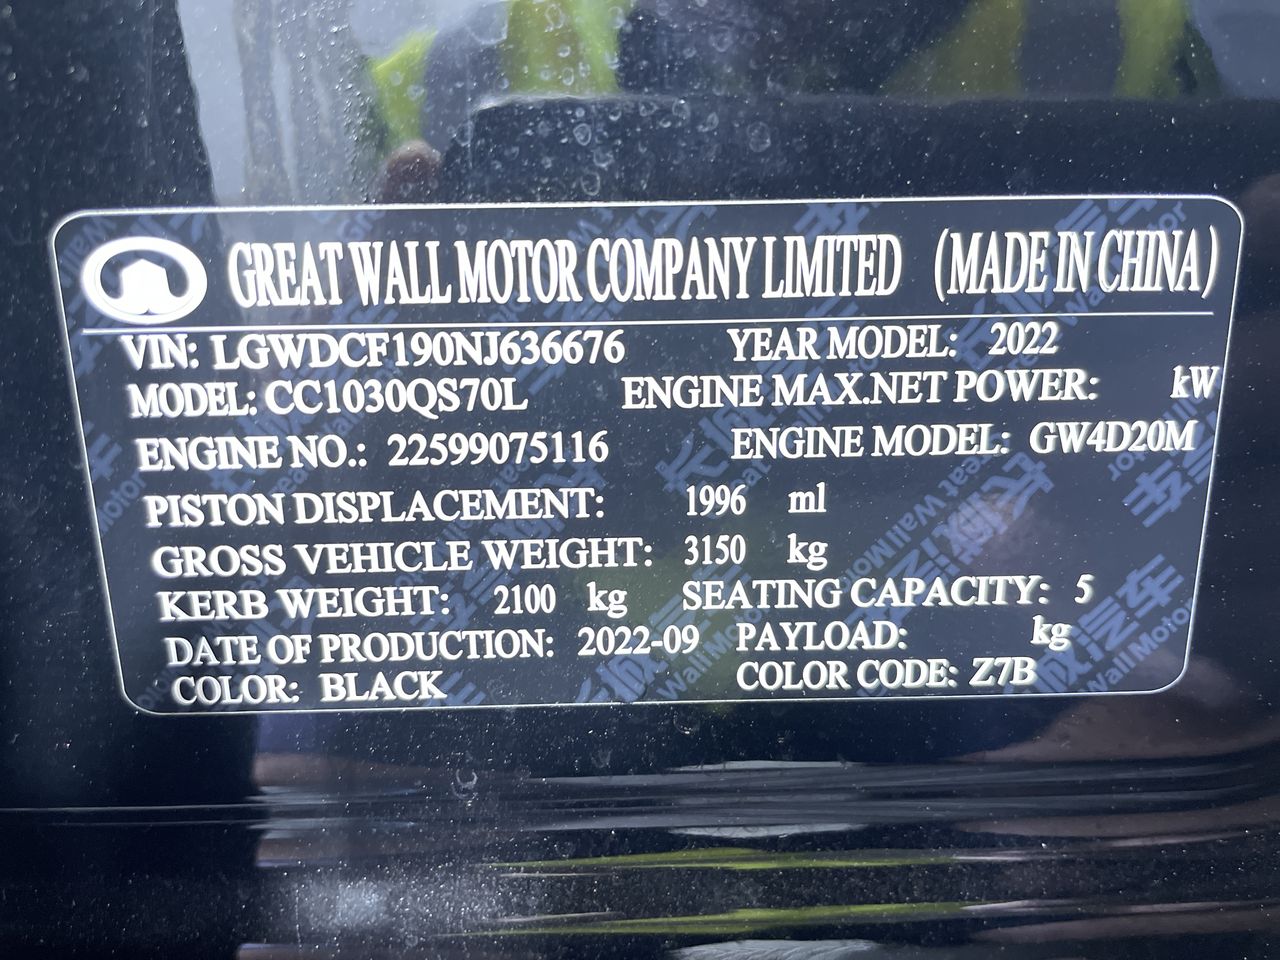 GREAT WALL MOTOR COMPANY LIMITED (MADE IN CHINA)
VIN: LGWDCF190NJ636676 YEAR MODEL: 2022
MODEL: CC1030QS70L ENGINE MAX.NET POWER: kW
ENGINE NO.: 22599075116 ENGINE MODEL: GW4D20M
PISTON DISPLACEMENT: 1996 ml
GROSS VEHICLE WEIGHT: 3150 kg
KERB WEIGHT: 2100 kg SEATING CAPACITY: 5
DATE OF PRODUCTION: 2022-09 PAYLOAD: kg
COLOR: BLACK COLOR CODE: Z7B